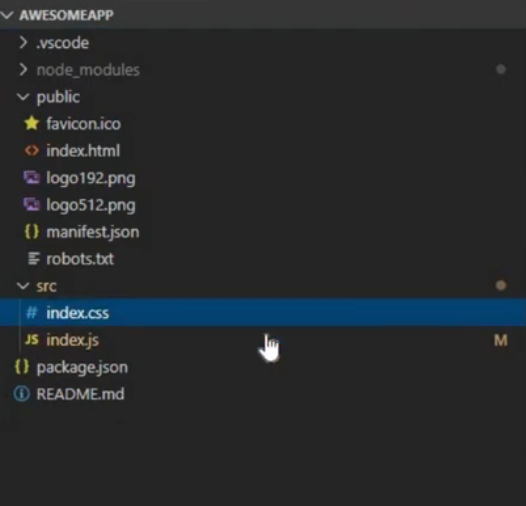 AWESOMEAPP
.vscode
node_modules
public
favicon.ico
<> index.html
logo192.png
logo512.png
{} manifest.json
robots.txt
src
# index.css
JS index.js M
{} package.json
README.md